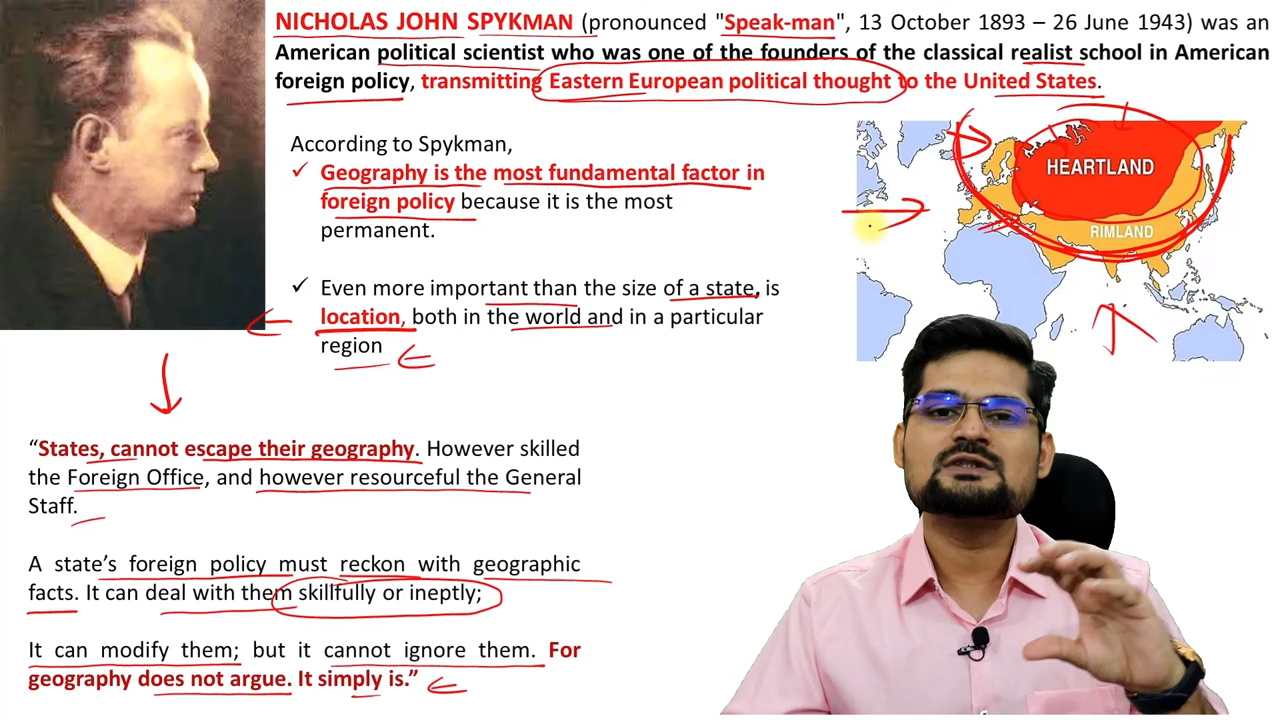 NICHOLAS JOHN SPYKMAN (pronounced "Speak-man", 13 October 1893 – 26 June 1943) was an
American political scientist who was one of the founders of the classical realist school in American
foreign policy, transmitting Eastern European political thought to the United States.
According to Spykman,
✓ Geography is the most fundamental factor in
foreign policy because it is the most
permanent.
✓ Even more important than the size of a state, is
location, both in the world and in a particular
region
HEARTLAND
RIMLAND
“States, cannot escape their geography. However skilled
the Foreign Office, and however resourceful the General
Staff.
A state’s foreign policy must reckon with geographic
facts. It can deal with them skillfully or ineptly;
It can modify them; but it cannot ignore them. For
geography does not argue. It simply is.”